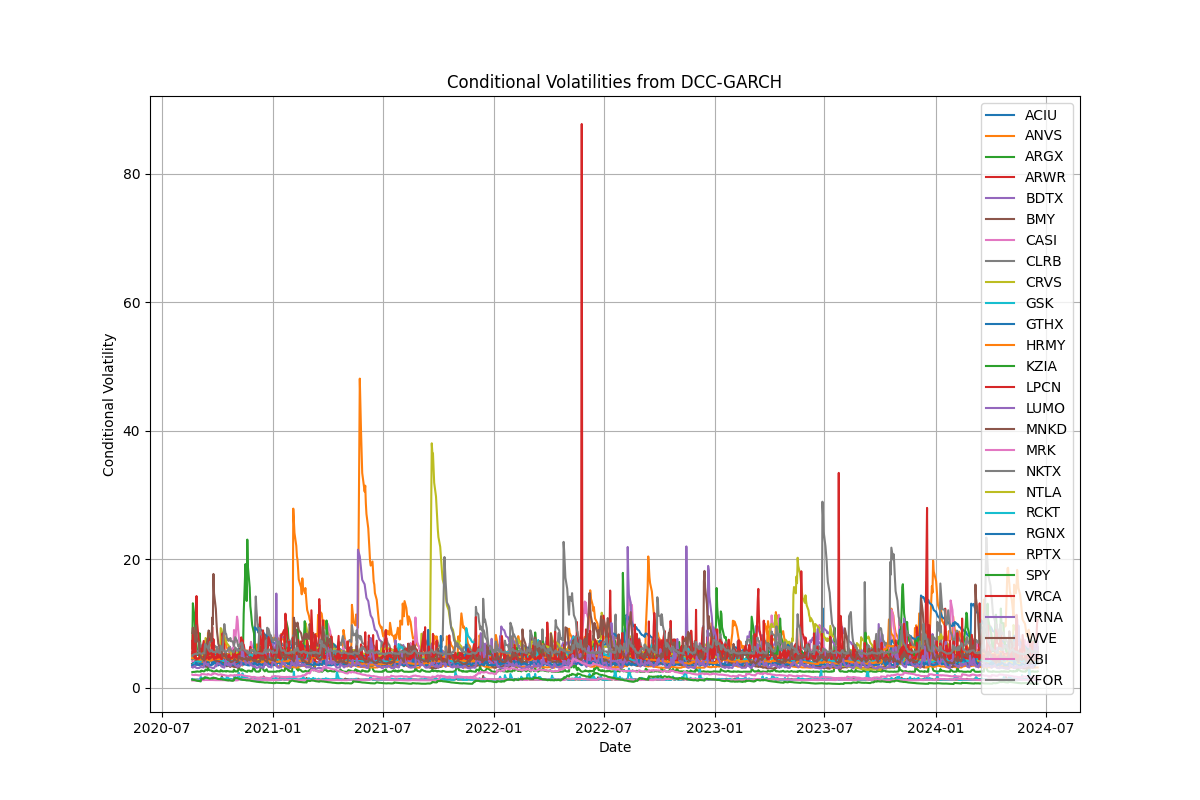 Conditional Volatilities from DCC-GARCH
Conditional Volatility
80
60
40
20
0
2020-07
2021-01
2021-07
2022-01
2022-07
2023-01
2023-07
2024-01
2024-07
Date
ACIU
ANVS
ARGX
ARWR
BDTX
BMY
CASI
CLRB
CRVS
GSK
GTHX
HRMY
KZIA
LPCN
LUMO
MNKD
MRK
NKTX
NTLA
RCKT
RGNX
RPTX
SPY
VRCA
VRNA
WVE
XBI
XFOR